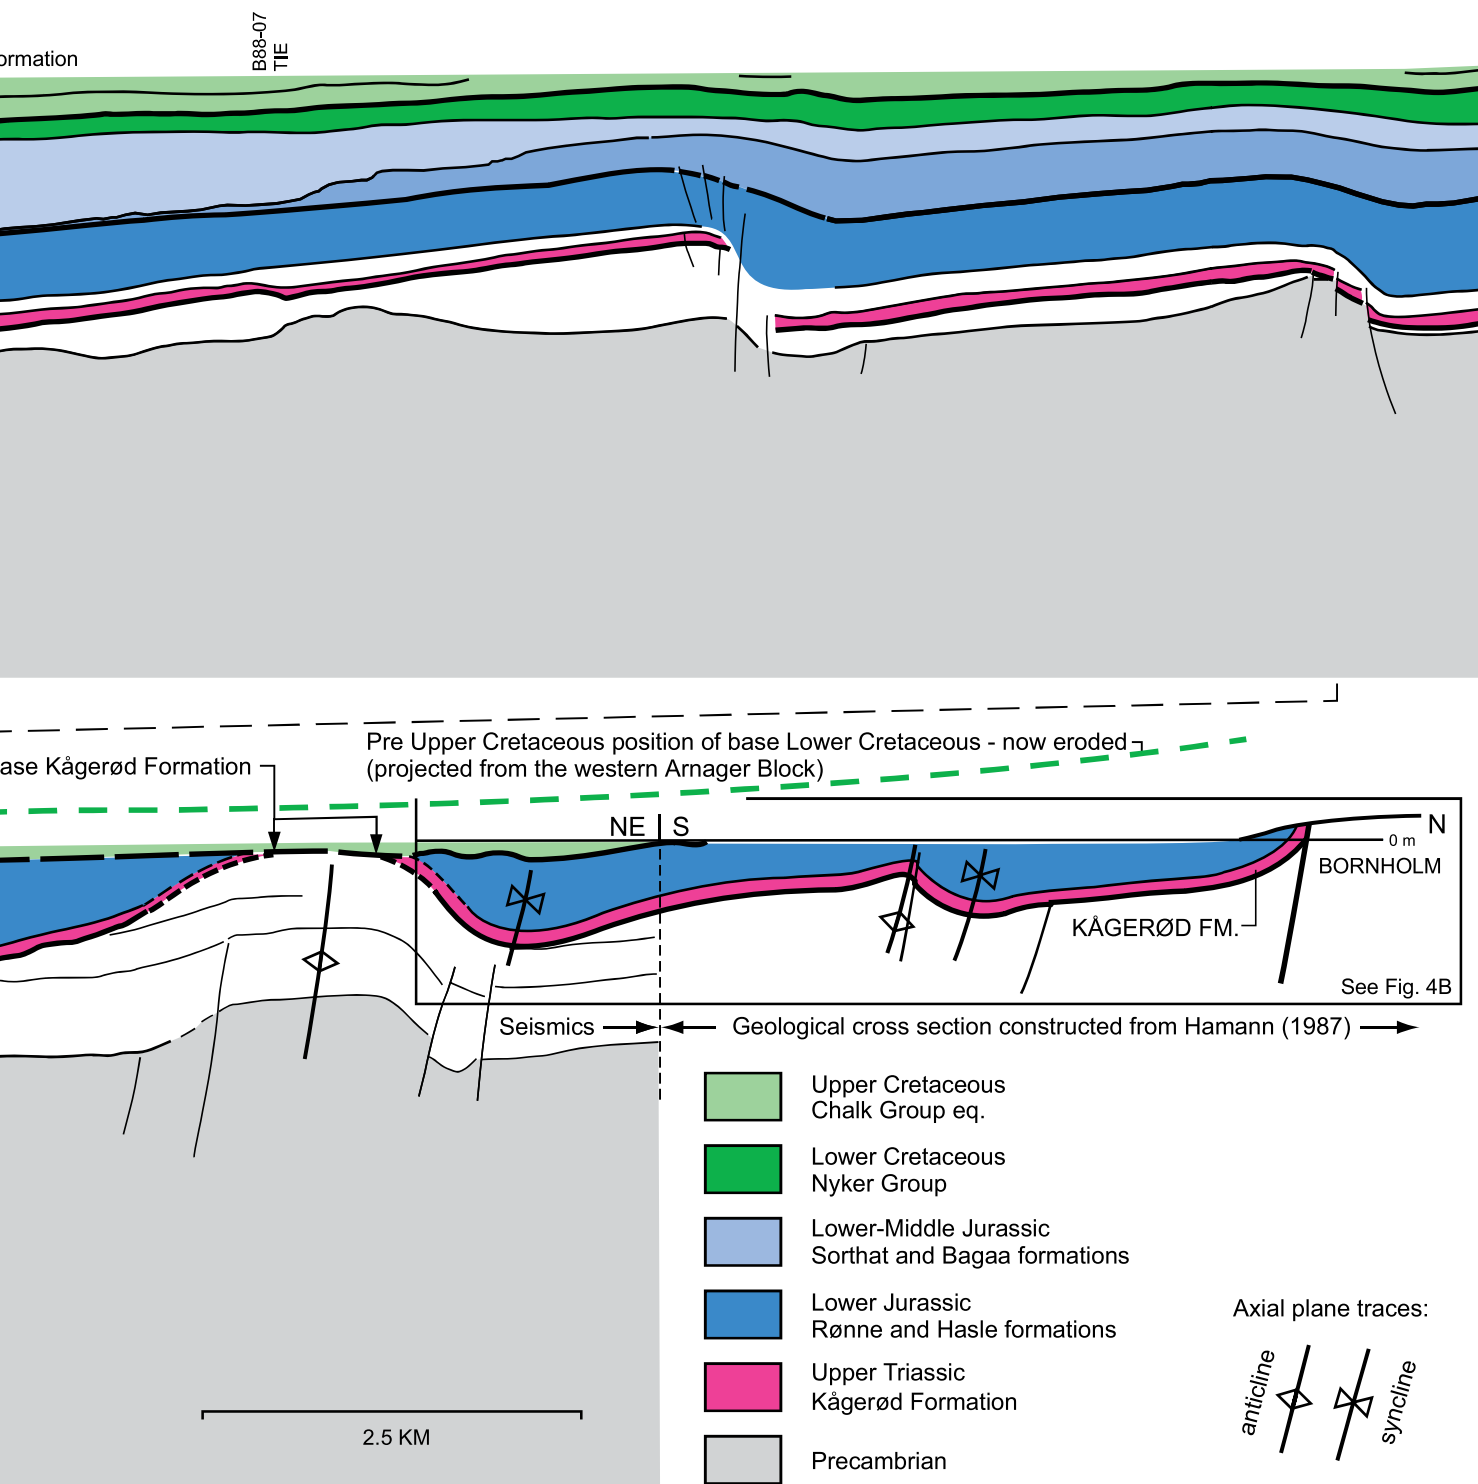 ormation
B88-07
TIE
ase Kågerød Formation
Pre Upper Cretaceous position of base Lower Cretaceous - now eroded
(projected from the western Arnager Block)
NE
S
N
0 m
BORNHOLM
KÅGERØD FM.
See Fig. 4B
Seismics
Geological cross section constructed from Hamann (1987)
Upper Cretaceous
Chalk Group eq.
Lower Cretaceous
Nyker Group
Lower-Middle Jurassic
Sorthat and Bagaa formations
Lower Jurassic
Rønne and Hasle formations
Upper Triassic
Kågerød Formation
Precambrian
Axial plane traces:
anticline
syncline
2.5 KM